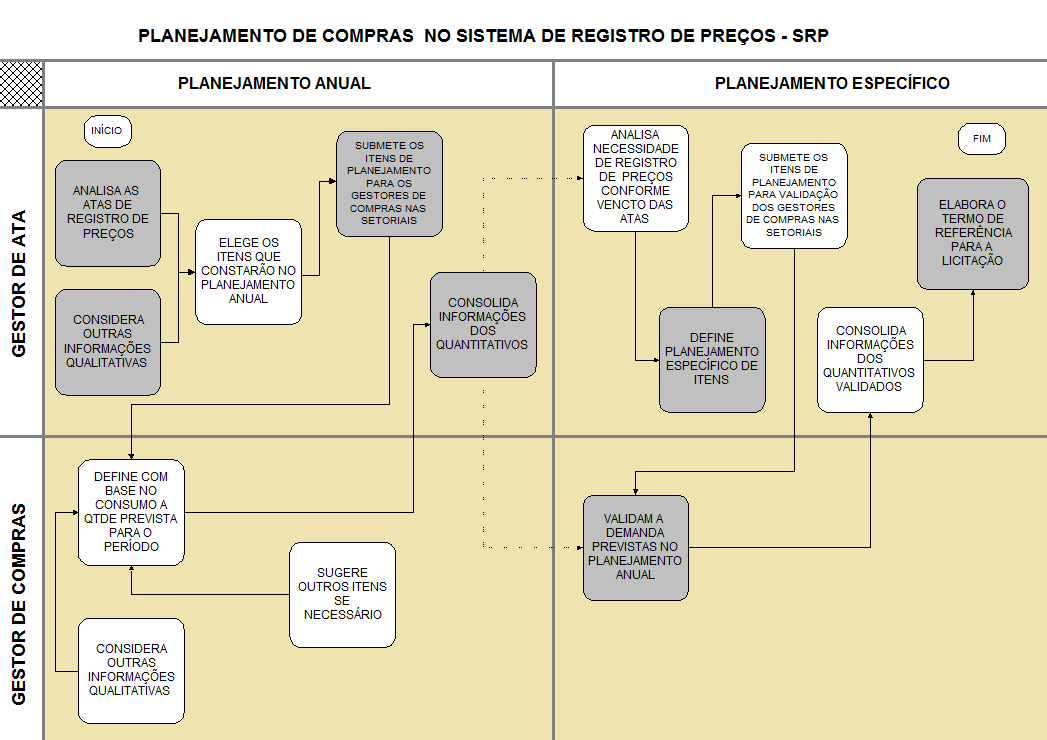 PLANEJAMENTO DE COMPRAS NO SISTEMA DE REGISTRO DE PREÇOS - SRP
PLANEJAMENTO ANUAL
PLANEJAMENTO ESPECÍFICO
GESTOR DE ATA
INÍCIO
ANALISA AS
ATAS DE
REGISTRO DE
PREÇOS
CONSIDERA
OUTRAS
INFORMAÇÕES
QUALITATIVAS
ELEGE OS
ITENS QUE
CONSTARÃO NO
PLANEJAMENTO
ANUAL
SUBMETE OS
ITENS DE
PLANEJAMENTO
PARA OS
GESTORES DE
COMPRAS NAS
SETORIAIS
CONSOLIDA
INFORMAÇÕES
DOS
QUANTITATIVOS
ANALISA
NECESSIDADE
DE REGISTRO
DE PREÇOS
CONFORME
VENCTO DAS
ATAS
DEFINE
PLANEJAMENTO
ESPECÍFICO DE
ITENS
SUBMETE OS
ITENS DE
PLANEJAMENTO
PARA VALIDAÇÃO
DOS GESTORES
DE COMPRAS NAS
SETORIAIS
CONSOLIDA
INFORMAÇÕES
DOS
QUANTITATIVOS
VALIDADOS
FIM
ELABORA O
TERMO DE
REFERÊNCIA
PARA A
LICITAÇÃO
GESTOR DE COMPRAS
DEFINE COM
BASE NO
CONSUMO A
QTDE PREVISTA
PARA O
PERÍODO
SUGERE
OUTROS ITENS
SE
NECESSÁRIO
CONSIDERA
OUTRAS
INFORMAÇÕES
QUALITATIVAS
VALIDAM A
DEMANDA
PREVISTAS NO
PLANEJAMENTO
ANUAL